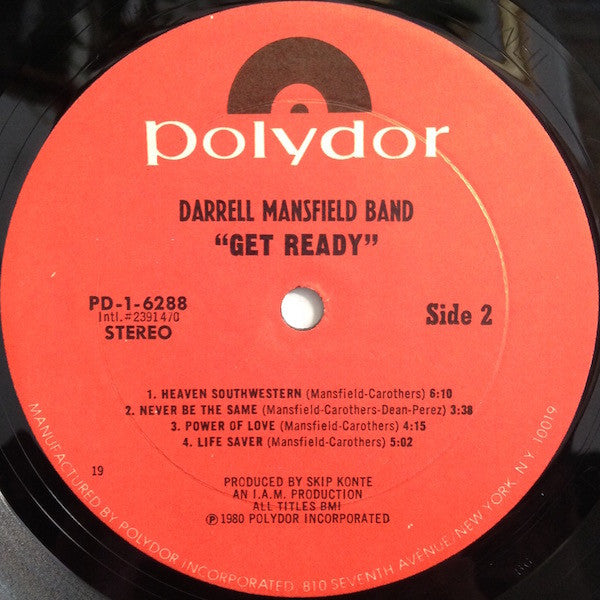 polydor
DARRELL MANSFIELD BAND
“GET READY”
PD-1-6288
Intl.#2391470
STEREO
Side 2
1. HEAVEN SOUTHWESTERN (Mansfield-Carothers) 6:10
2. NEVER BE THE SAME (Mansfield-Carothers-Dean-Perez) 3:38
3. POWER OF LOVE (Mansfield-Carothers) 4:15
4. LIFE SAVER (Mansfield-Carothers) 5:02
19
PRODUCED BY SKIP KONTE
AN I.A.M. PRODUCTION
ALL TITLES BMI
Ⓟ 1980 POLYDOR INCORPORATED
MANUFACTURED BY POLYDOR INCORPORATED, 810 SEVENTH AVENUE, NEW YORK, N.Y. 10019